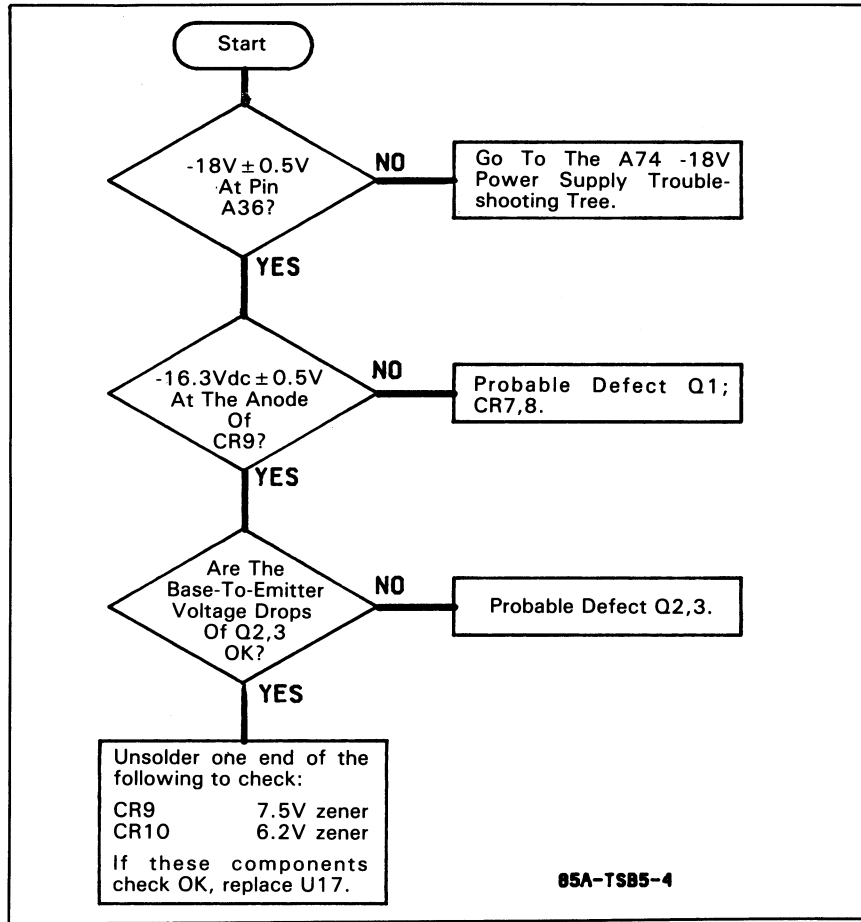 Start
-18V ± 0.5V
At Pin
A36?
NO
Go To The A74 -18V
Power Supply Trouble-
shooting Tree.
YES
-16.3Vdc ± 0.5V
At The Anode
Of
CR9?
NO
Probable Defect Q1;
CR7,8.
YES
Are The
Base-To-Emitter
Voltage Drops
Of Q2,3
OK?
NO
Probable Defect Q2,3.
YES
Unsolder one end of the
following to check:
CR9 7.5V zener
CR10 6.2V zener
If these components
check OK, replace U17.
85A-TSB5-4